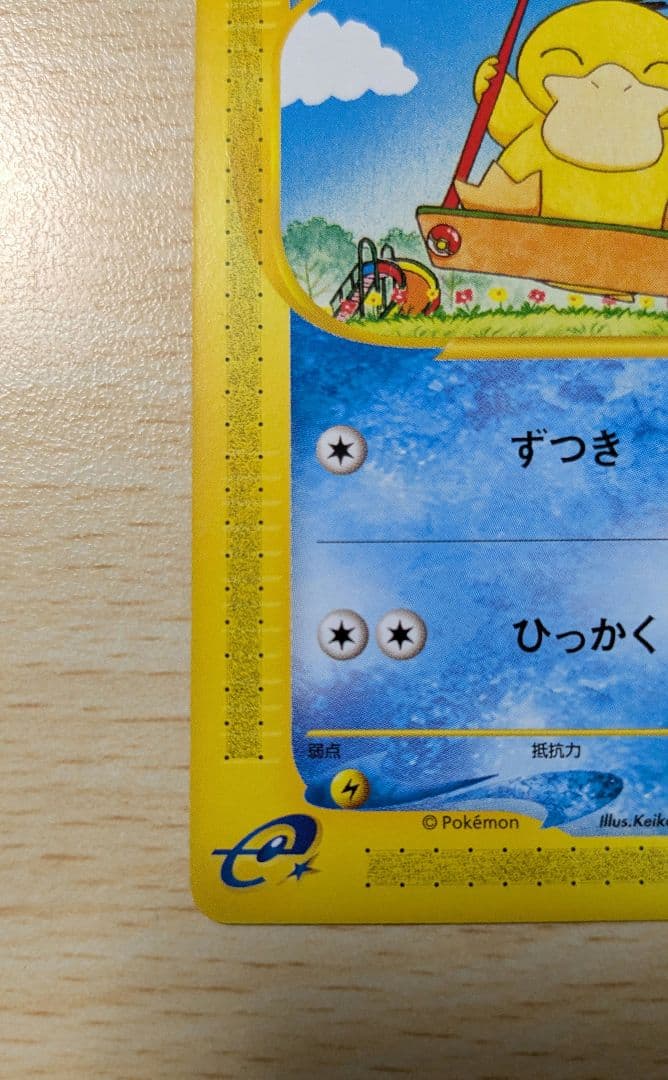 ずつき
ひっかく
弱点
抵抗力
© Pokémon
Illus.Keiko